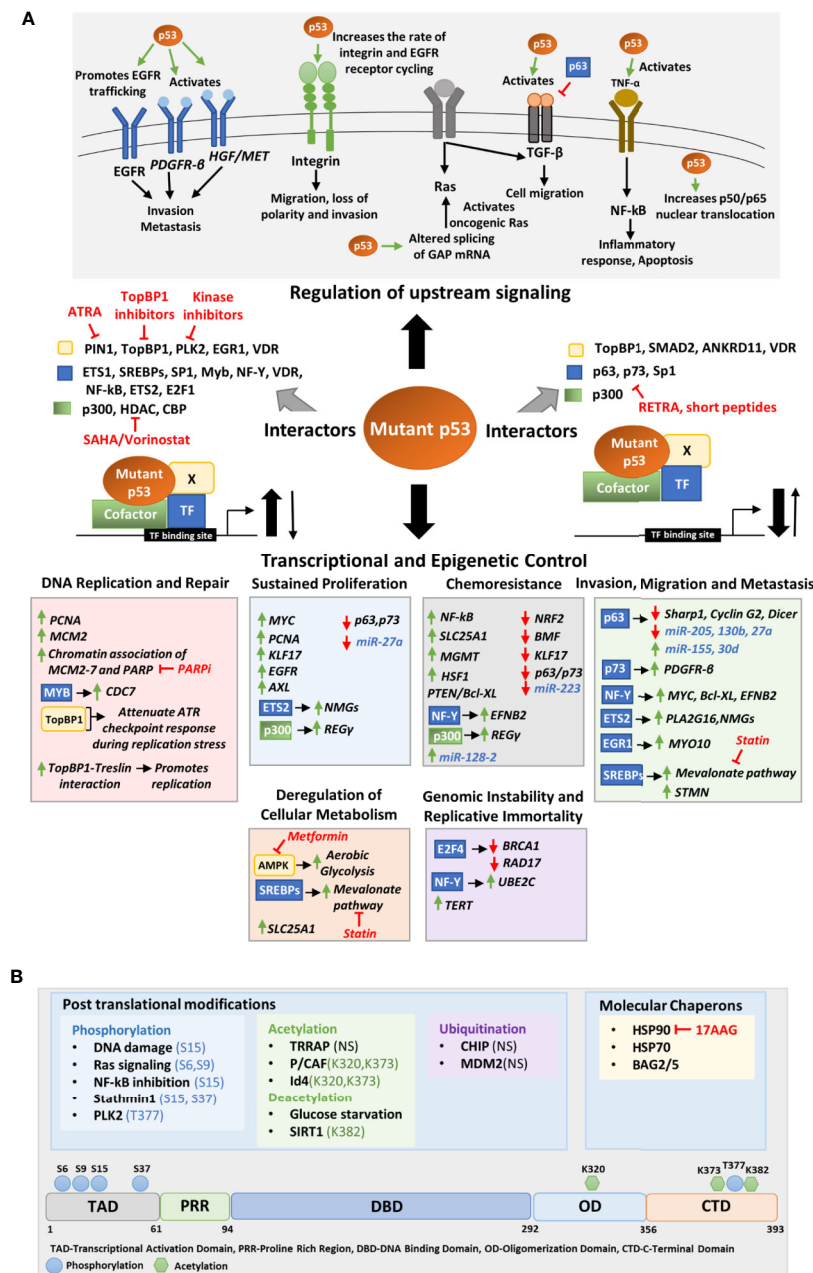 A
p53
Promotes EGFR
trafficking
Activates
EGFR
PDGFR-β
HGF/MET
Invasion
Metastasis
p53
Increases the rate of
integrin and EGFR
receptor cycling
Integrin
Migration, loss of
polarity and invasion
Ras
Activates
oncogenic Ras
p53
Altered splicing
of GAP mRNA
p53
p63
Activates
TGF-β
Cell migration
p53
Activates
TNF-α
NF-kB
Inflammatory
response, Apoptosis
p53
Increases p50/p65
nuclear translocation
Regulation of upstream signaling
ATRA
TopBP1
inhibitors
Kinase
inhibitors
PIN1, TopBP1, PLK2, EGR1, VDR
ETS1, SREBPs, SP1, Myb, NF-Y, VDR,
NF-kB, ETS2, E2F1
p300, HDAC, CBP
SAHA/Vorinostat
Interactors
Mutant p53
Interactors
TopBP1, SMAD2, ANKRD11, VDR
p63, p73, Sp1
p300
RETRA, short peptides
Mutant
p53
X
Cofactor
TF
TF binding site
Mutant
p53
X
Cofactor
TF
TF binding site
Transcriptional and Epigenetic Control
DNA Replication and Repair
PCNA
MCM2
Chromatin association of
MCM2-7 and PARP
PARPi
MYB
CDC7
TopBP1
Attenuate ATR
checkpoint response
during replication stress
TopBP1-Treslin
interaction
Promotes
replication
Sustained Proliferation
MYC
PCNA
KLF17
EGFR
AXL
p63,p73
miR-27a
ETS2
NMGs
p300
REGγ
Chemoresistance
NF-kB
SLC25A1
MGMT
HSF1
PTEN/Bcl-XL
NRF2
BMF
KLF17
p63/p73
miR-223
NF-Y
EFNB2
p300
REGγ
miR-128-2
Invasion, Migration and Metastasis
p63
Sharp1, Cyclin G2, Dicer
miR-205, 130b, 27a
miR-155, 30d
p73
PDGFR-β
NF-Y
MYC, Bcl-XL, EFNB2
ETS2
PLA2G16,NMGs
EGR1
MYO10
Statin
SREBPs
Mevalonate pathway
STMN
Deregulation of
Cellular Metabolism
Metformin
AMPK
Aerobic
Glycolysis
SREBPs
Mevalonate
pathway
SLC25A1
Statin
Genomic Instability and
Replicative Immortality
E2F4
BRCA1
RAD17
NF-Y
UBE2C
TERT
B
Post translational modifications
Phosphorylation
• DNA damage (S15)
• Ras signaling (S6,S9)
• NF-kB inhibition (S15)
• Stathmin1 (S15, S37)
• PLK2 (T377)
Acetylation
• TRRAP (NS)
• P/CAF(K320,K373)
• Id4(K320,K373)
Deacetylation
• Glucose starvation
• SIRT1 (K382)
Ubiquitination
• CHIP (NS)
• MDM2(NS)
Molecular Chaperons
• HSP90
17AAG
• HSP70
• BAG2/5
S6 S9 S15 S37 K320 K373 T377 K382
TAD PRR DBD OD CTD
1 61 94 292 356 393
TAD-Transcriptional Activation Domain, PRR-Proline Rich Region, DBD-DNA Binding Domain, OD-Oligomerization Domain, CTD-C-Terminal Domain
Phosphorylation Acetylation